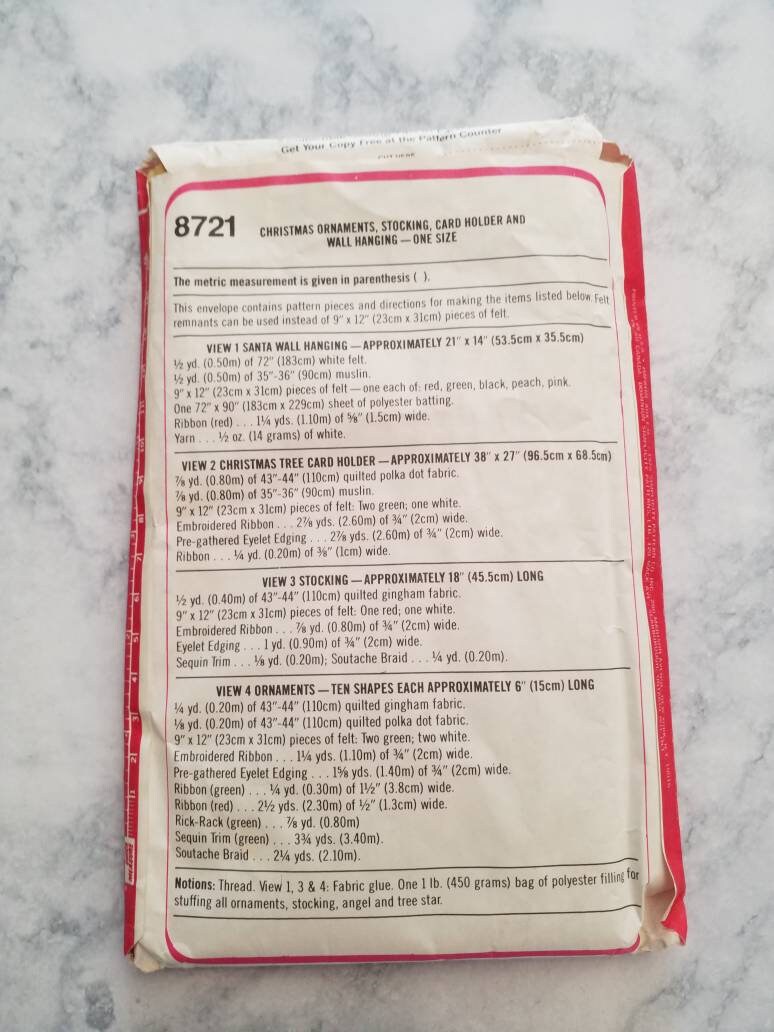 Get Your Copy Free at the Pattern Counter
CUT HERE
8721
CHRISTMAS ORNAMENTS, STOCKING, CARD HOLDER AND
WALL HANGING — ONE SIZE
The metric measurement is given in parenthesis ( ).
This envelope contains pattern pieces and directions for making the items listed below. Felt
remnants can be used instead of 9" x 12" (23cm x 31cm) pieces of felt.
VIEW 1 SANTA WALL HANGING — APPROXIMATELY 21" x 14" (53.5cm x 35.5cm)
½ yd. (0.50m) of 72" (183cm) white felt.
½ yd. (0.50m) of 35"-36" (90cm) muslin.
9" x 12" (23cm x 31cm) pieces of felt — one each of: red, green, black, peach, pink.
One 72" x 90" (183cm x 229cm) sheet of polyester batting.
Ribbon (red) . . . 1¼ yds. (1.10m) of ⅝" (1.5cm) wide.
Yarn . . . ½ oz. (14 grams) of white.
VIEW 2 CHRISTMAS TREE CARD HOLDER — APPROXIMATELY 38" x 27" (96.5cm x 68.5cm)
⅞ yd. (0.80m) of 43"-44" (110cm) quilted polka dot fabric.
⅞ yd. (0.80m) of 35"-36" (90cm) muslin.
9" x 12" (23cm x 31cm) pieces of felt: Two green; one white.
Embroidered Ribbon . . . 2⅞ yds. (2.60m) of ¾" (2cm) wide.
Pre-gathered Eyelet Edging . . . 2⅞ yds. (2.60m) of ¾" (2cm) wide.
Ribbon . . . ¼ yd. (0.20m) of ⅜" (1cm) wide.
VIEW 3 STOCKING — APPROXIMATELY 18" (45.5cm) LONG
½ yd. (0.40m) of 43"-44" (110cm) quilted gingham fabric.
9" x 12" (23cm x 31cm) pieces of felt: One red; one white.
Embroidered Ribbon . . . ⅞ yd. (0.80m) of ¾" (2cm) wide.
Eyelet Edging . . . 1 yd. (0.90m) of ¾" (2cm) wide.
Sequin Trim . . . ⅛ yd. (0.20m); Soutache Braid . . . ¼ yd. (0.20m).
VIEW 4 ORNAMENTS — TEN SHAPES EACH APPROXIMATELY 6" (15cm) LONG
¼ yd. (0.20m) of 43"-44" (110cm) quilted gingham fabric.
⅛ yd. (0.20m) of 43"-44" (110cm) quilted polka dot fabric.
9" x 12" (23cm x 31cm) pieces of felt: Two green; two white.
Embroidered Ribbon . . . 1¼ yds. (1.10m) of ¾" (2cm) wide.
Pre-gathered Eyelet Edging . . . 1⅝ yds. (1.40m) of ¾" (2cm) wide.
Ribbon (green) . . . ¼ yd. (0.30m) of 1½" (3.8cm) wide.
Ribbon (red) . . . 2½ yds. (2.30m) of ½" (1.3cm) wide.
Rick-Rack (green) . . . ⅞ yd. (0.80m)
Sequin Trim (green) . . . 3¾ yds. (3.40m).
Soutache Braid . . . 2¼ yds. (2.10m).
Notions: Thread. View 1, 3 & 4: Fabric glue. One 1 lb. (450 grams) bag of polyester filling for
stuffing all ornaments, stocking, angel and tree star.